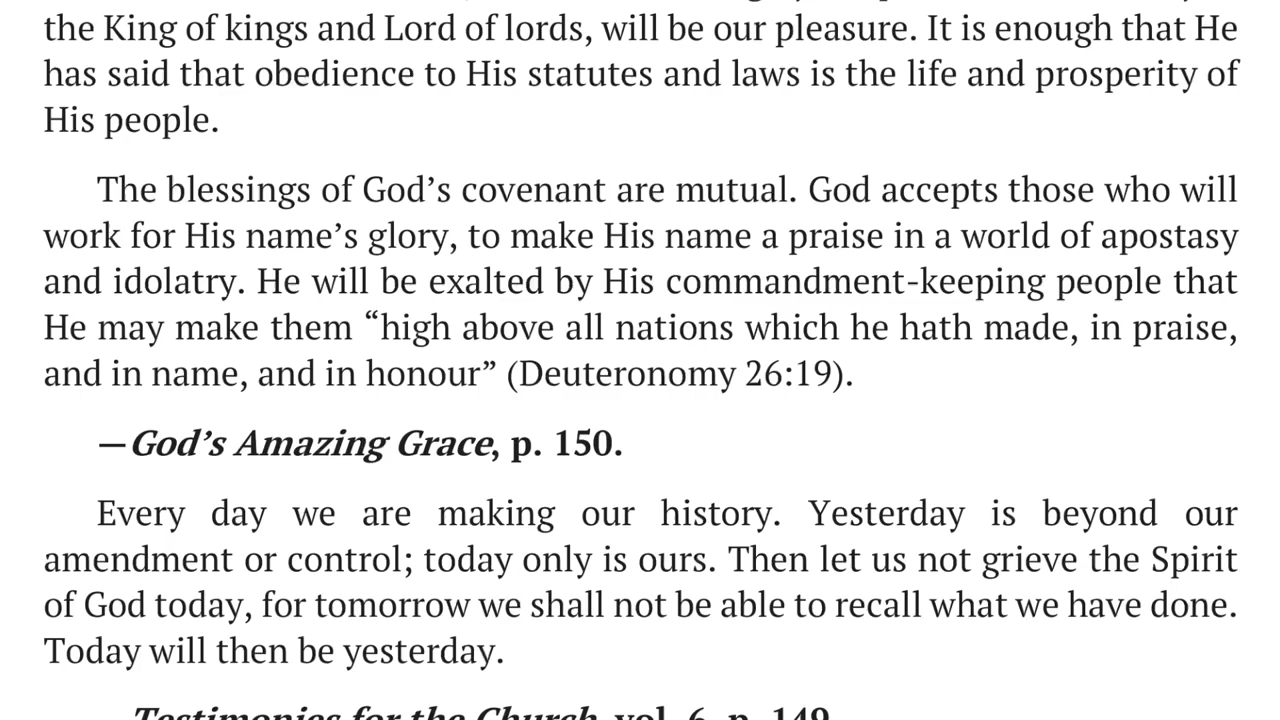 the King of kings and Lord of lords, will be our pleasure. It is enough that He
has said that obedience to His statutes and laws is the life and prosperity of
His people.
The blessings of God’s covenant are mutual. God accepts those who will
work for His name’s glory, to make His name a praise in a world of apostasy
and idolatry. He will be exalted by His commandment-keeping people that
He may make them “high above all nations which he hath made, in praise,
and in name, and in honour” (Deuteronomy 26:19).
—God’s Amazing Grace, p. 150.
Every day we are making our history. Yesterday is beyond our
amendment or control; today only is ours. Then let us not grieve the Spirit
of God today, for tomorrow we shall not be able to recall what we have done.
Today will then be yesterday.
Testimonies for the Church, vol. 6, p. 149